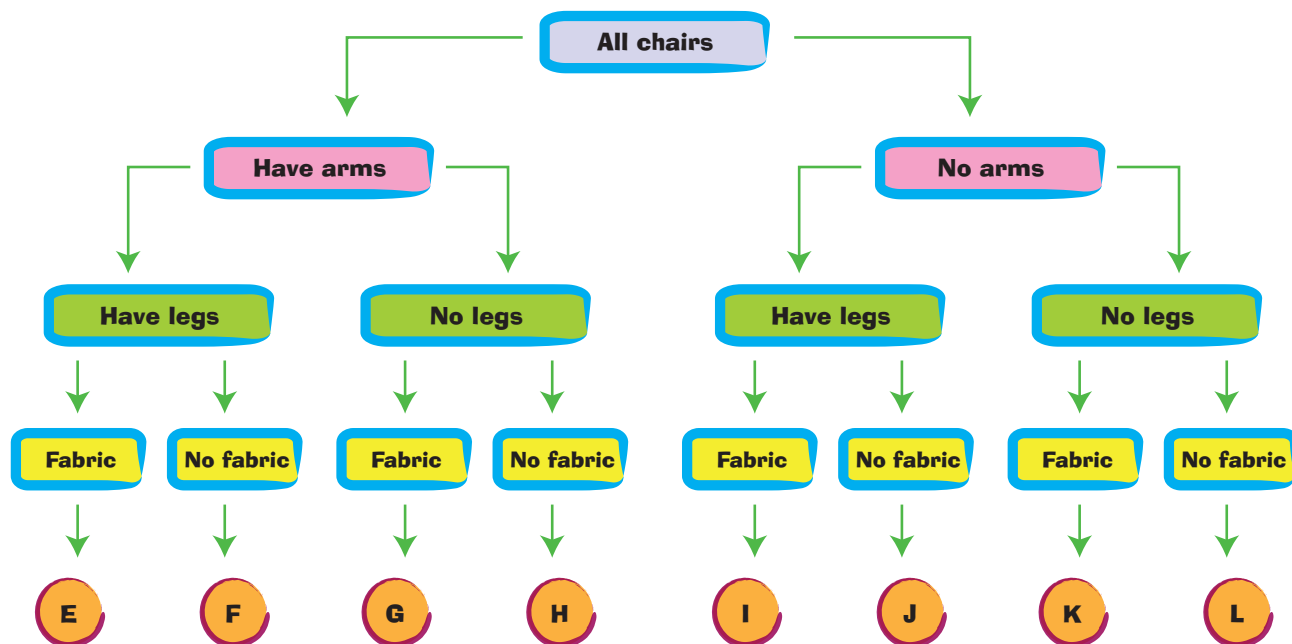 All chairs
Have arms
No arms
Have legs
No legs
Have legs
No legs
Fabric
No fabric
Fabric
No fabric
Fabric
No fabric
Fabric
No fabric
E
F
G
H
I
J
K
L